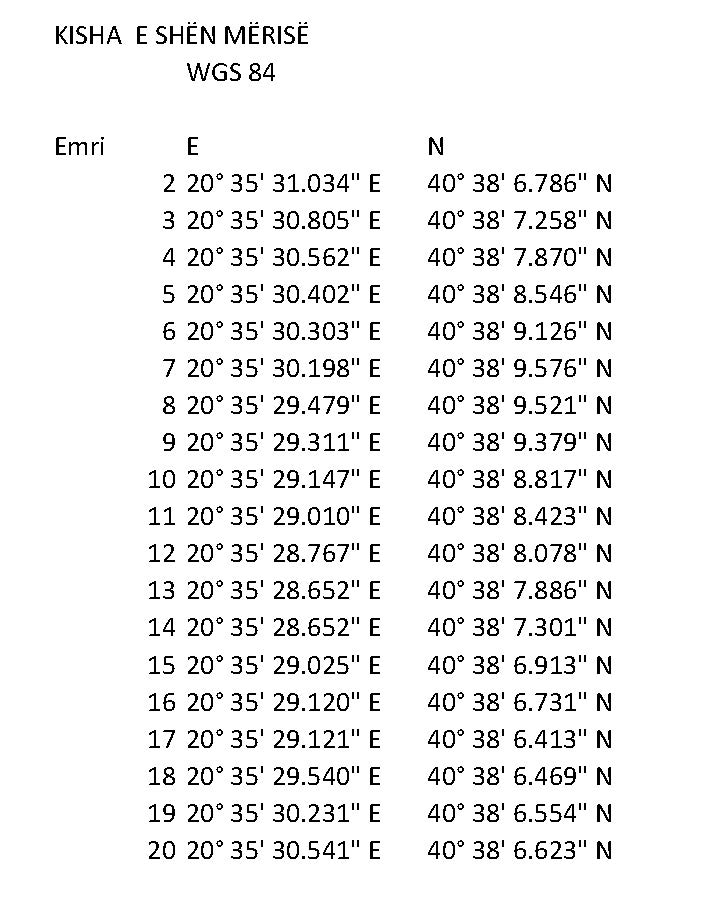 KISHA E SHËN MËRISË
WGS 84
Emri E N
2 20° 35' 31.034" E 40° 38' 6.786" N
3 20° 35' 30.805" E 40° 38' 7.258" N
4 20° 35' 30.562" E 40° 38' 7.870" N
5 20° 35' 30.402" E 40° 38' 8.546" N
6 20° 35' 30.303" E 40° 38' 9.126" N
7 20° 35' 30.198" E 40° 38' 9.576" N
8 20° 35' 29.479" E 40° 38' 9.521" N
9 20° 35' 29.311" E 40° 38' 9.379" N
10 20° 35' 29.147" E 40° 38' 8.817" N
11 20° 35' 29.010" E 40° 38' 8.423" N
12 20° 35' 28.767" E 40° 38' 8.078" N
13 20° 35' 28.652" E 40° 38' 7.886" N
14 20° 35' 28.652" E 40° 38' 7.301" N
15 20° 35' 29.025" E 40° 38' 6.913" N
16 20° 35' 29.120" E 40° 38' 6.731" N
17 20° 35' 29.121" E 40° 38' 6.413" N
18 20° 35' 29.540" E 40° 38' 6.469" N
19 20° 35' 30.231" E 40° 38' 6.554" N
20 20° 35' 30.541" E 40° 38' 6.623" N